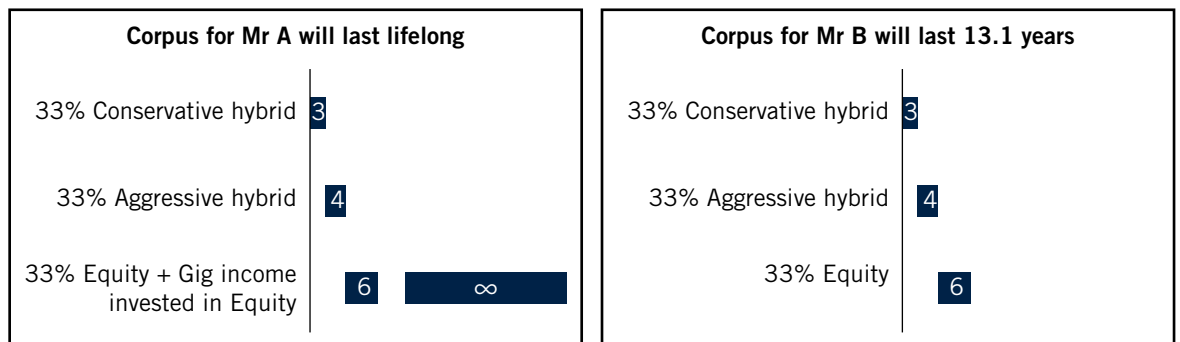 Corpus for Mr A will last lifelong
33% Conservative hybrid 3
33% Aggressive hybrid 4
33% Equity + Gig income
invested in Equity
6 ∞
Corpus for Mr B will last 13.1 years
33% Conservative hybrid 3
33% Aggressive hybrid 4
33% Equity 6